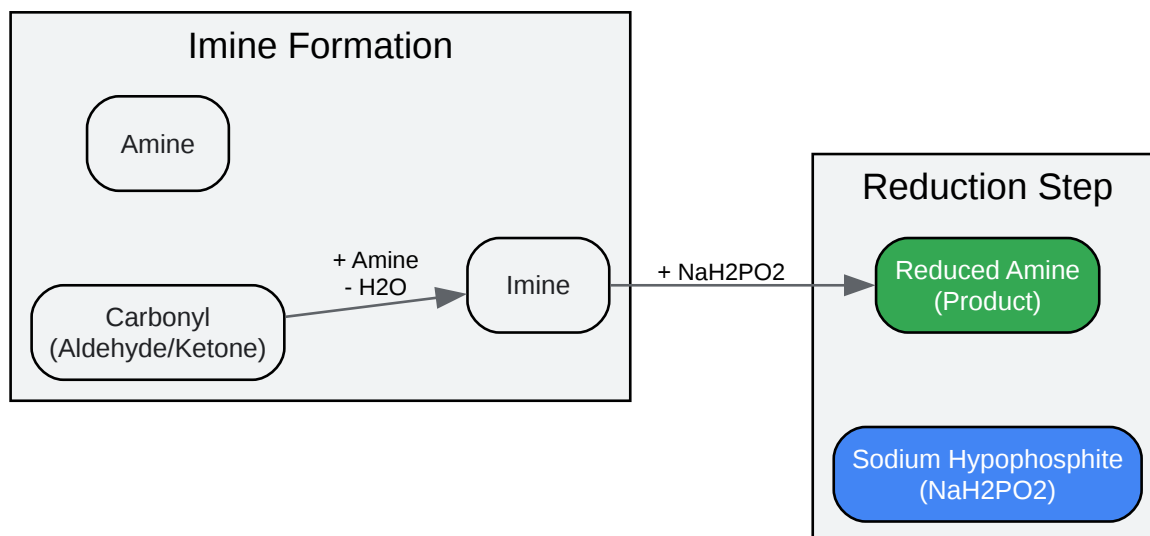 Imine Formation
Amine
Carbonyl
(Aldehyde/Ketone)
+ Amine
- H2O
Imine
+ NaH2PO2
Reduction Step
Reduced Amine
(Product)
Sodium Hypophosphite
(NaH2PO2)